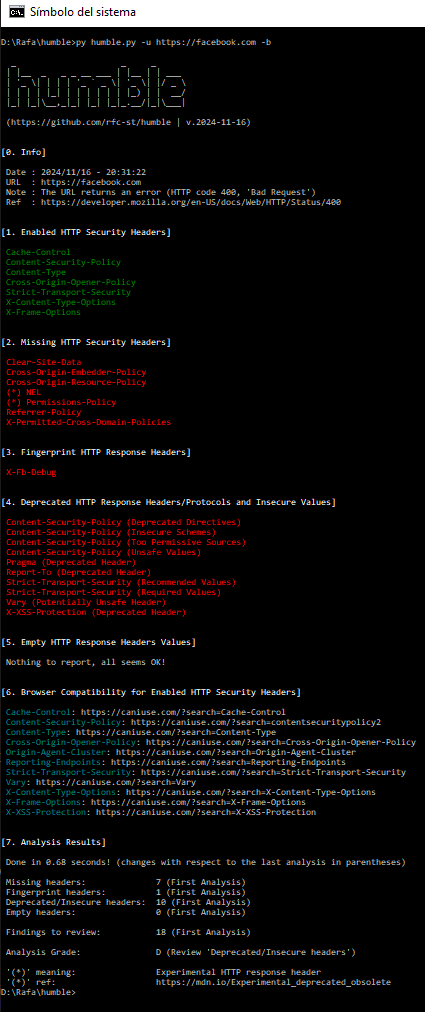 Símbolo del sistema
D:\Rafa\humble>py humble.py -u https://facebook.com -b
humble
(https://github.com/rfc-st/humble | v.2024-11-16)
[0. Info]
Date : 2024/11/16 - 20:31:22
URL  : https://facebook.com
Note : The URL returns an error (HTTP code 400, 'Bad Request')
Ref  : https://developer.mozilla.org/en-US/docs/Web/HTTP/Status/400
[1. Enabled HTTP Security Headers]
Cache-Control
Content-Security-Policy
Content-Type
Cross-Origin-Opener-Policy
Strict-Transport-Security
X-Content-Type-Options
X-Frame-Options
[2. Missing HTTP Security Headers]
Clear-Site-Data
Cross-Origin-Embedder-Policy
Cross-Origin-Resource-Policy
(*) NEL
(*) Permissions-Policy
Referrer-Policy
X-Permitted-Cross-Domain-Policies
[3. Fingerprint HTTP Response Headers]
X-Fb-Debug
[4. Deprecated HTTP Response Headers/Protocols and Insecure Values]
Content-Security-Policy (Deprecated Directives)
Content-Security-Policy (Insecure Schemes)
Content-Security-Policy (Too Permissive Sources)
Content-Security-Policy (Unsafe Values)
Pragma (Deprecated Header)
Report-To (Deprecated Header)
Strict-Transport-Security (Recommended Values)
Strict-Transport-Security (Required Values)
Vary (Potentially Unsafe Header)
X-XSS-Protection (Deprecated Header)
[5. Empty HTTP Response Headers Values]
Nothing to report, all seems OK!
[6. Browser Compatibility for Enabled HTTP Security Headers]
Cache-Control: https://caniuse.com/?search=Cache-Control
Content-Security-Policy: https://caniuse.com/?search=contentsecuritypolicy2
Content-Type: https://caniuse.com/?search=Content-Type
Cross-Origin-Opener-Policy: https://caniuse.com/?search=Cross-Origin-Opener-Policy
Origin-Agent-Cluster: https://caniuse.com/?search=Origin-Agent-Cluster
Reporting-Endpoints: https://caniuse.com/?search=Reporting-Endpoints
Strict-Transport-Security: https://caniuse.com/?search=Strict-Transport-Security
Vary: https://caniuse.com/?search=Vary
X-Content-Type-Options: https://caniuse.com/?search=X-Content-Type-Options
X-Frame-Options: https://caniuse.com/?search=X-Frame-Options
X-XSS-Protection: https://caniuse.com/?search=X-XSS-Protection
[7. Analysis Results]
Done in 0.68 seconds! (changes with respect to the last analysis in parentheses)
Missing headers: 7 (First Analysis)
Fingerprint headers: 1 (First Analysis)
Deprecated/Insecure headers: 10 (First Analysis)
Empty headers: 0 (First Analysis)
Findings to review: 18 (First Analysis)
Analysis Grade: D (Review 'Deprecated/Insecure headers')
'(*)' meaning: Experimental HTTP response header
'(*)' ref: https://mdn.io/Experimental_deprecated_obsolete
D:\Rafa\humble>